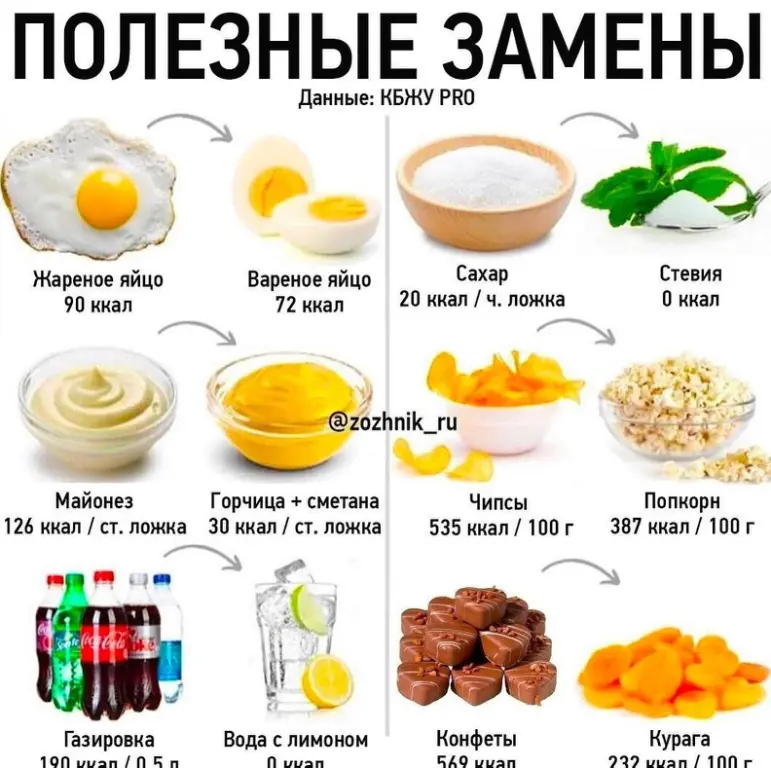 ПОЛЕЗНЫЕ ЗАМЕНЫ
Данные: КБЖУ PRO
Жареное яйцо
90 ккал
Вареное яйцо
72 ккал
Сахар
20 ккал / ч. ложка
Стевия
0 ккал
Майонез
126 ккал / ст. ложка
Горчица + сметана
30 ккал / ст. ложка
@zozhnik_ru
Чипсы
535 ккал / 100 г
Попкорн
387 ккал / 100 г
Coca-Cola
Газировка
190 ккал / 0,5 л
Вода с лимоном
0 ккал
Конфеты
569 ккал
Курага
232 ккал / 100 г